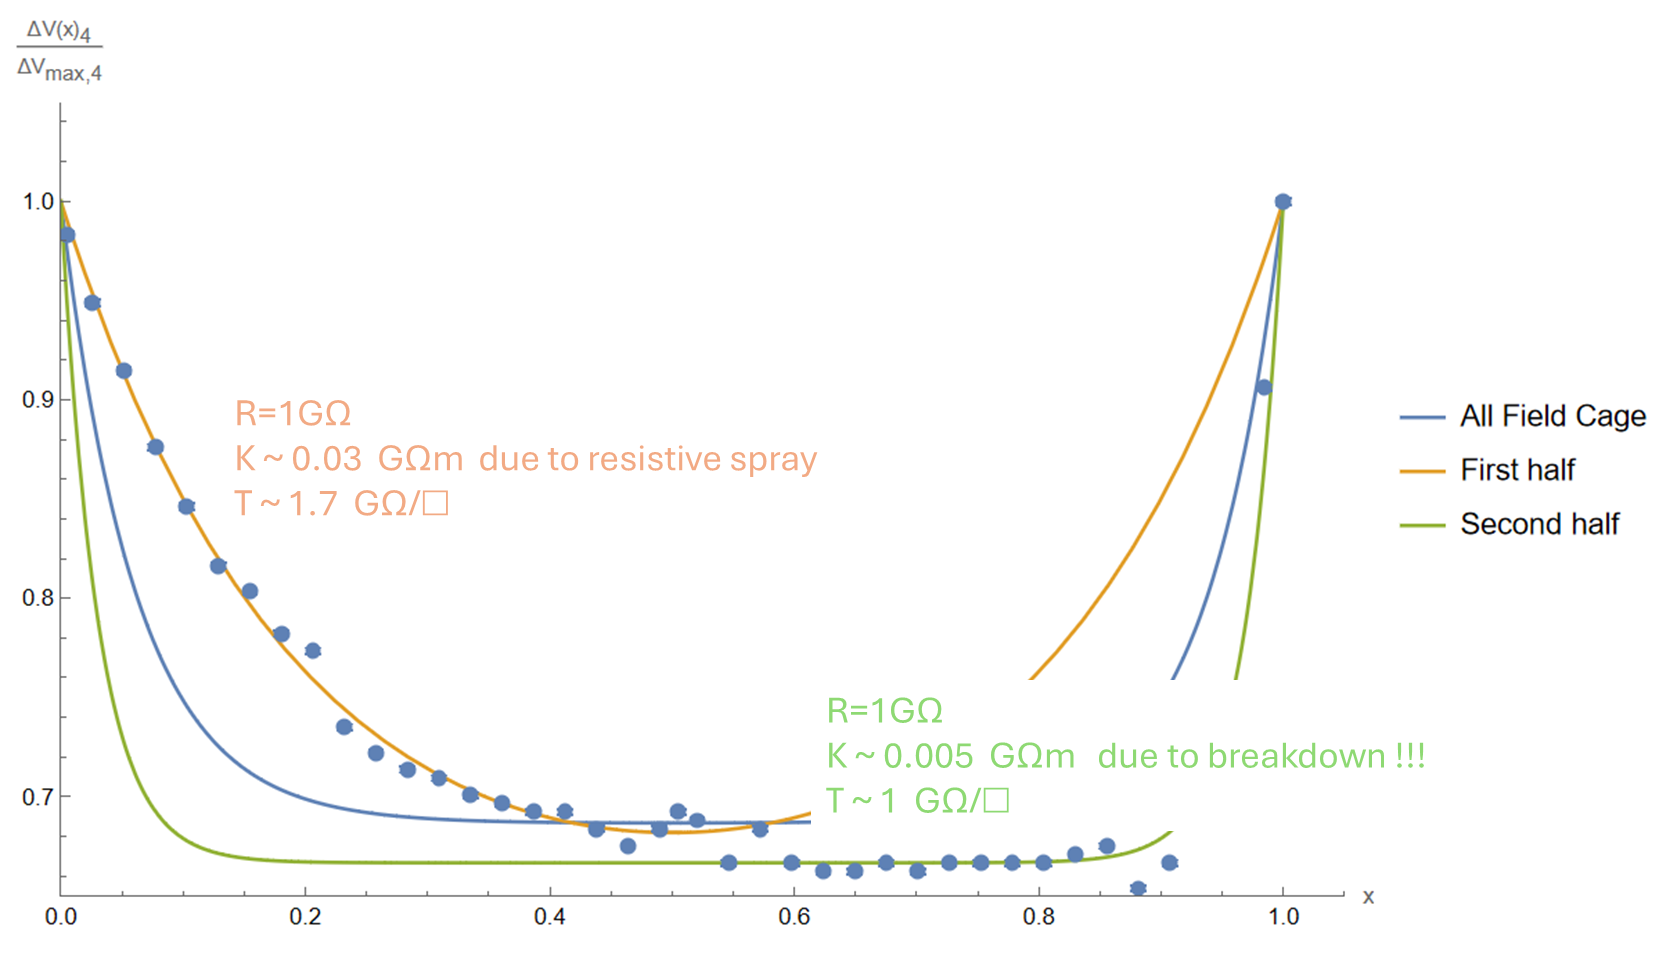 ΔV(x)4
ΔVmax,4
1.0
0.9
0.8
0.7
R=1GΩ
K ~ 0.03 GΩm due to resistive spray
T ~ 1.7 GΩ/□
All Field Cage
First half
Second half
R=1GΩ
K ~ 0.005 GΩm due to breakdown !!!
T ~ 1 GΩ/□
0.0 0.2 0.4 0.6 0.8 1.0 x